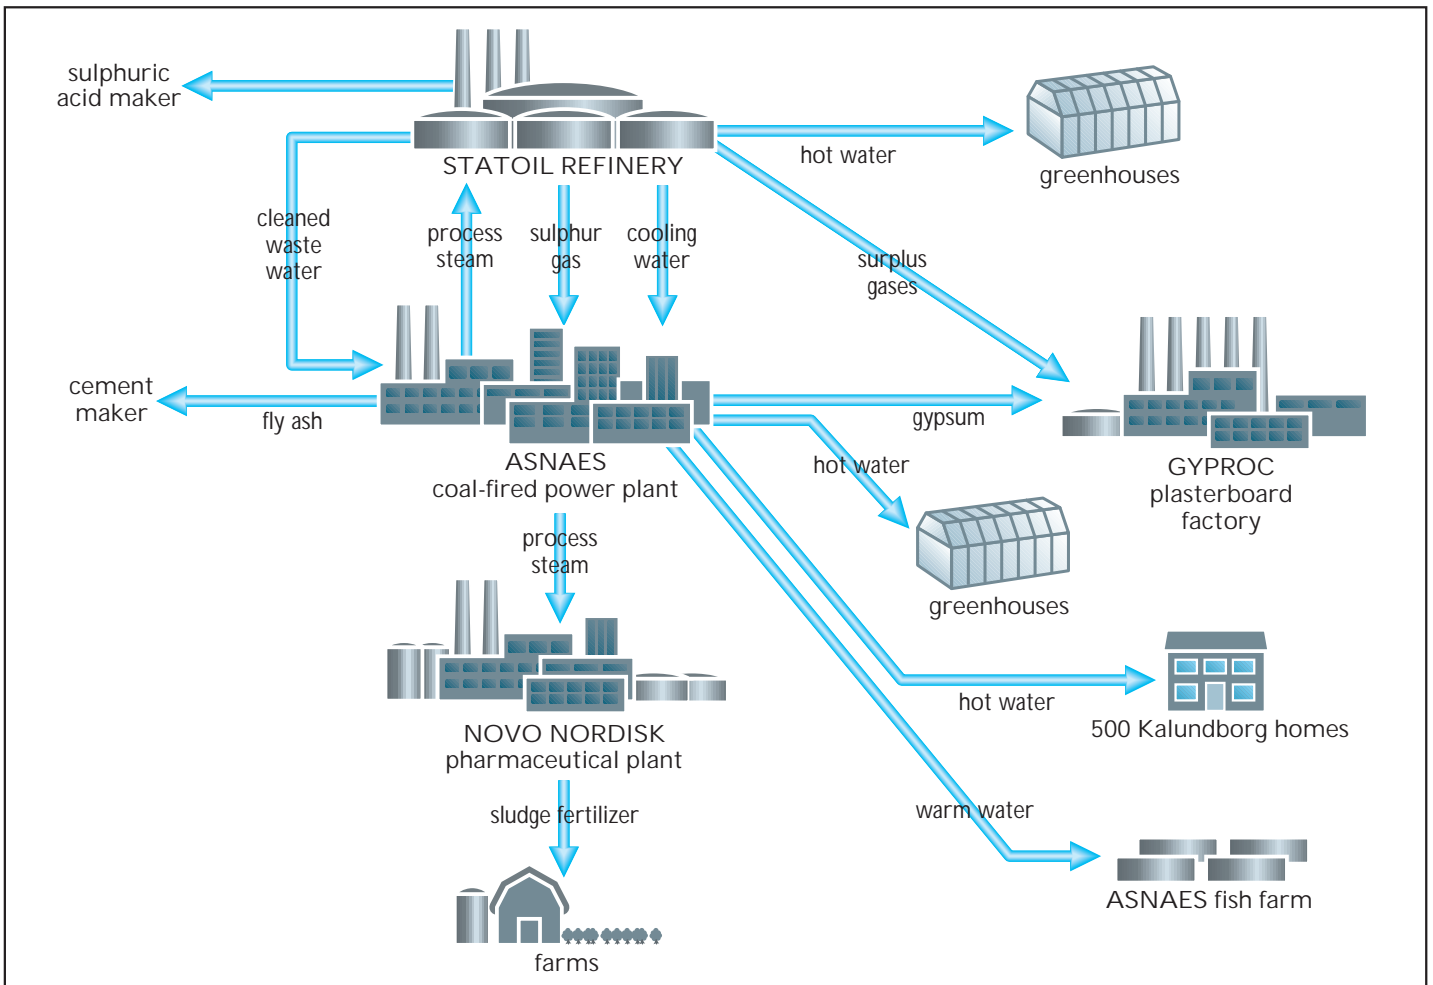 sulphuric
acid maker
STATOIL REFINERY
hot water
greenhouses
cleaned
waste
water
process
steam
sulphur
gas
cooling
water
surplus
gases
cement
maker
fly ash
ASNAES
coal-fired power plant
gypsum
hot water
GYPROC
plasterboard
factory
process
steam
greenhouses
NOVO NORDISK
pharmaceutical plant
hot water
500 Kalundborg homes
sludge fertilizer
warm water
ASNAES fish farm
farms